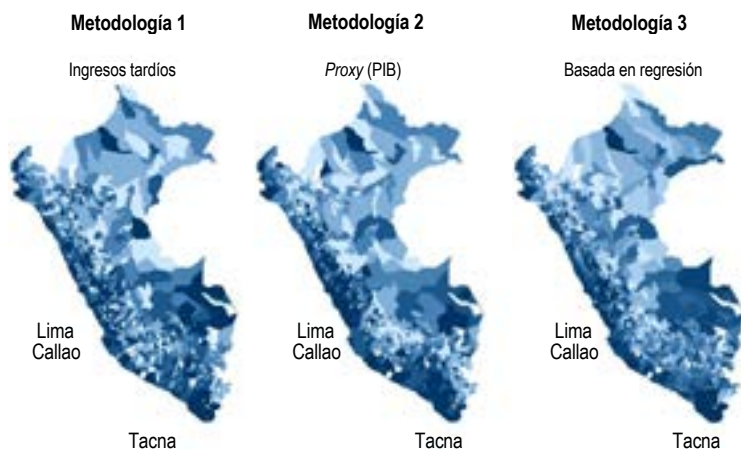 Metodología 1
Metodología 2
Metodología 3
Ingresos tardíos
Proxy (PIB)
Basada en regresión
Lima
Callao
Lima
Callao
Lima
Callao
Tacna
Tacna
Tacna